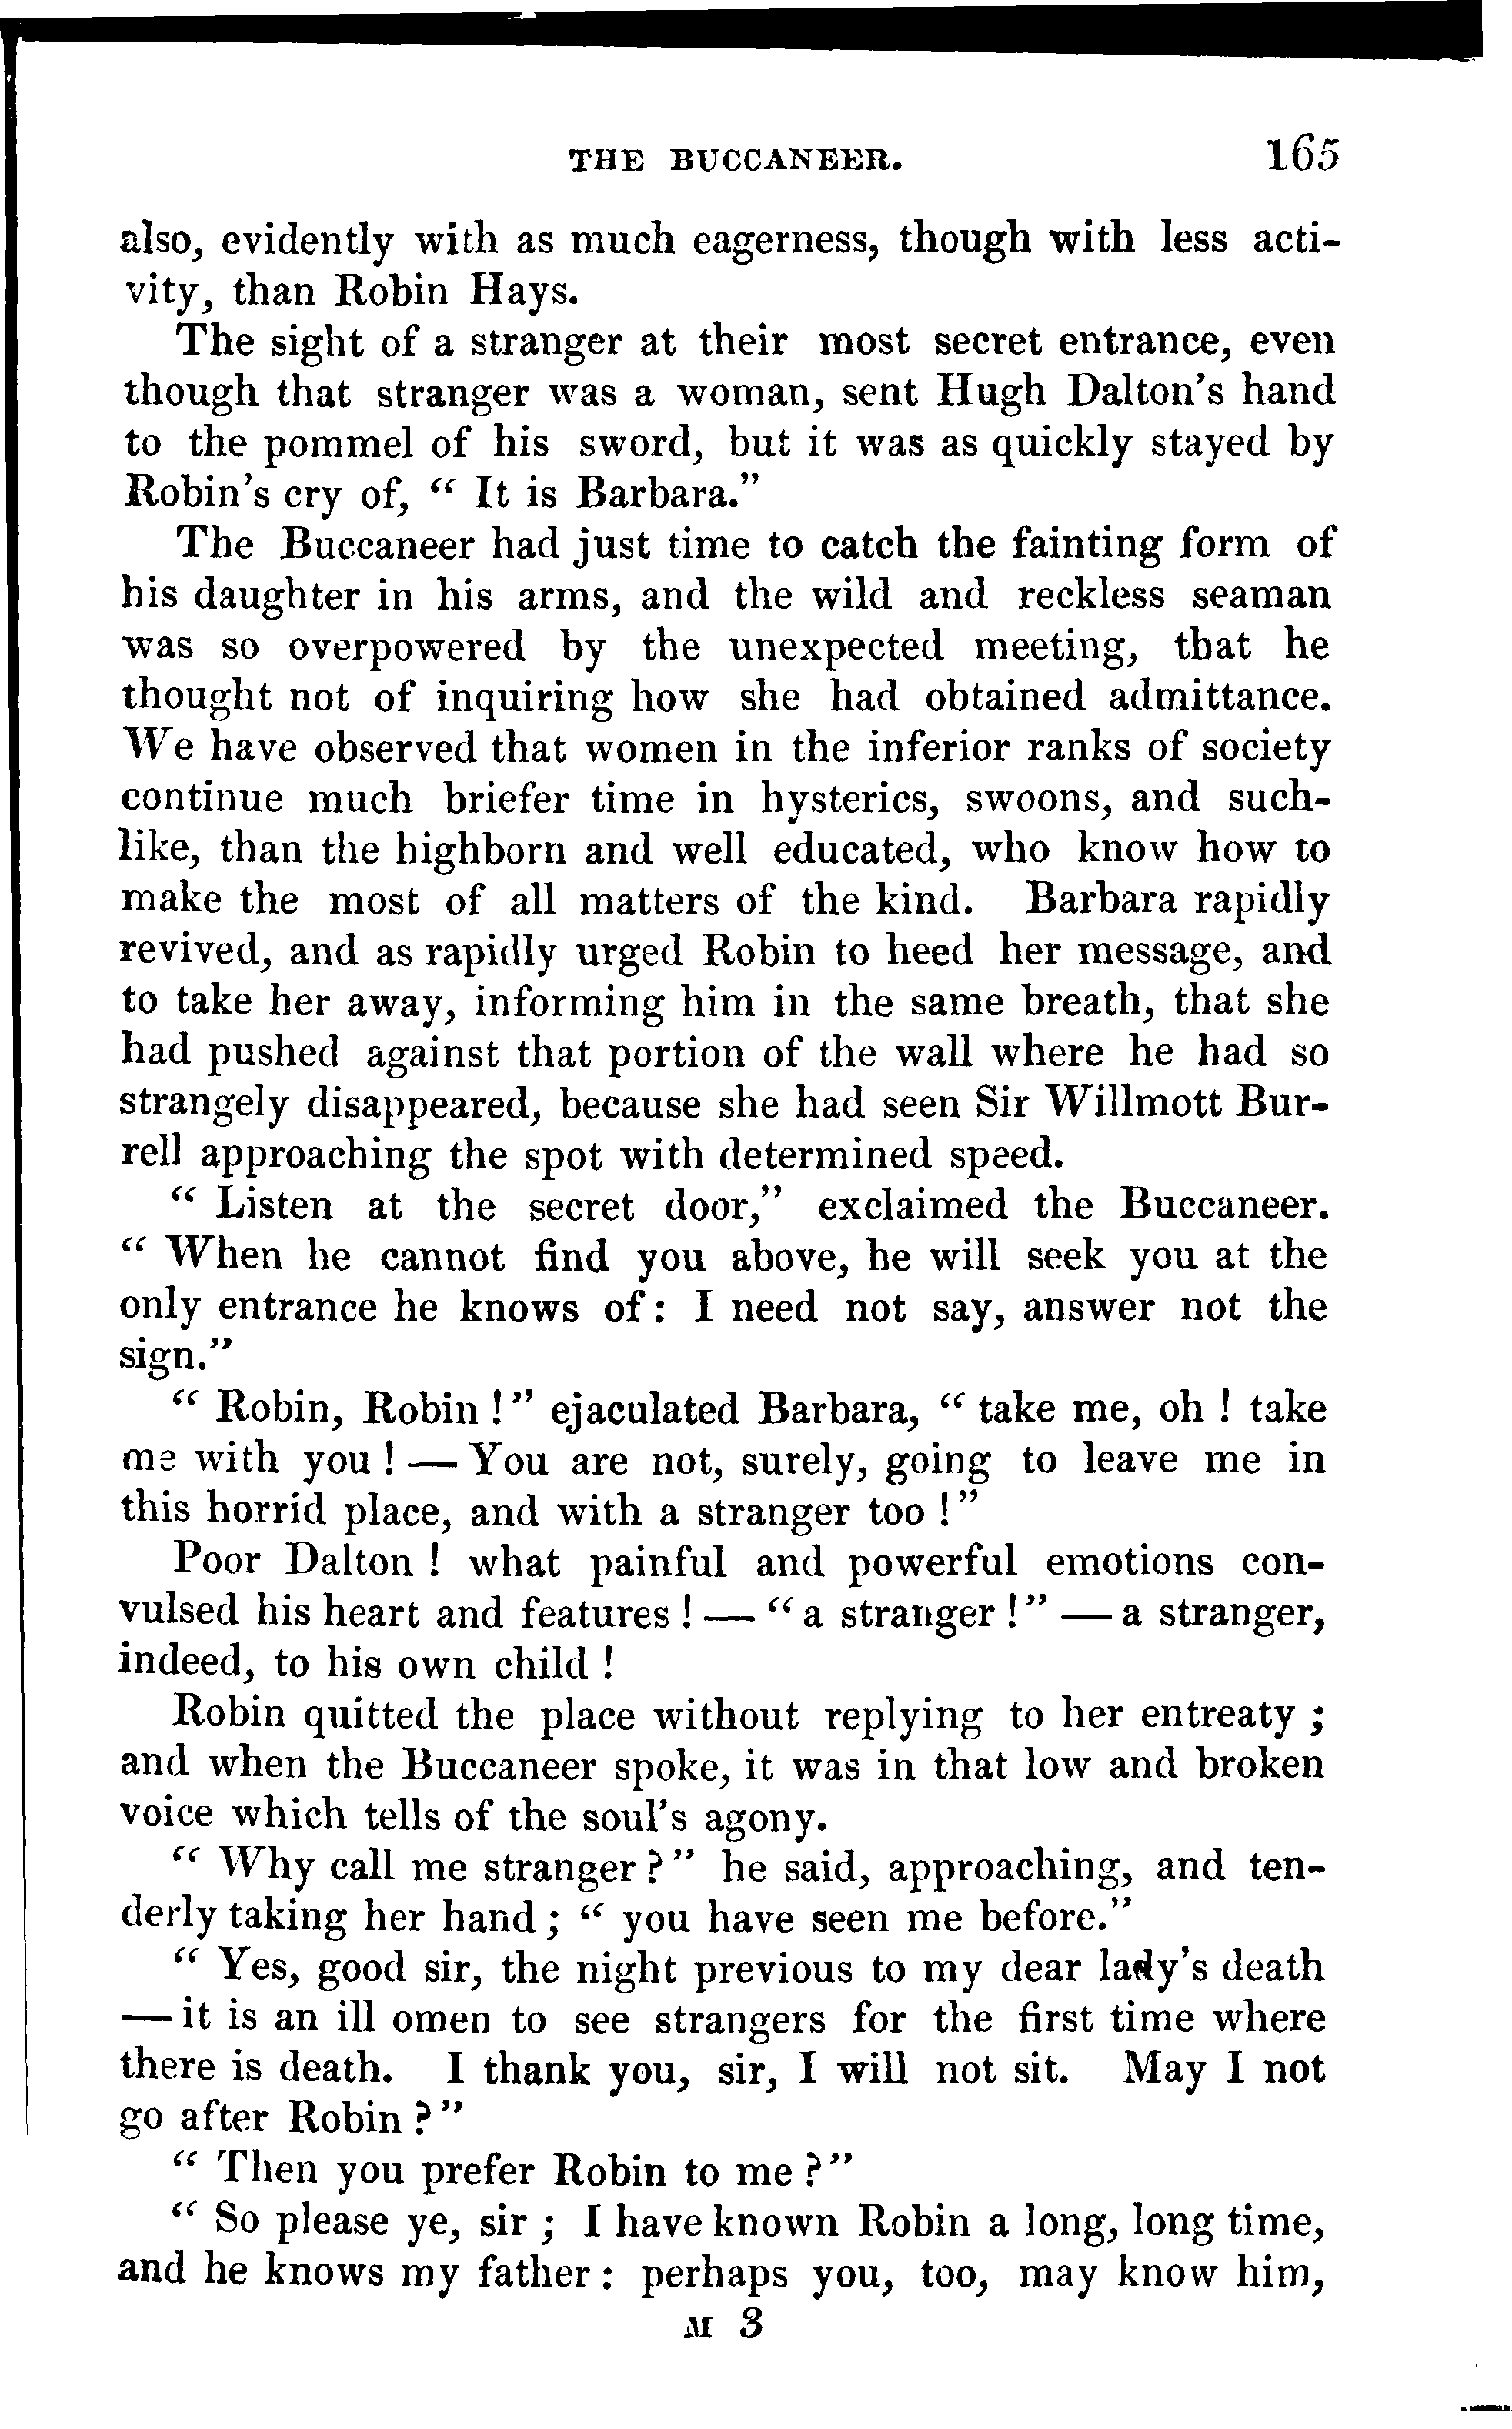 THE BUCCANEER. 165
also, evidently with as much eagerness, though with less acti-
vity, than Robin Hays.
The sight of a stranger at their most secret entrance, even
though that stranger was a woman, sent Hugh Dalton's hand
to the pommel of his sword, but it was as quickly stayed by
Robin's cry of, “ It is Barbara.”
The Buccaneer had just time to catch the fainting form of
his daughter in his arms, and the wild and reckless seaman
was so overpowered by the unexpected meeting, that he
thought not of inquiring how she had obtained admittance.
We have observed that women in the inferior ranks of society
continue much briefer time in hysterics, swoons, and such-
like, than the highborn and well educated, who know how to
make the most of all matters of the kind. Barbara rapidly
revived, and as rapidly urged Robin to heed her message, and
to take her away, informing him in the same breath, that she
had pushed against that portion of the wall where he had so
strangely disappeared, because she had seen Sir Willmott Bur-
rell approaching the spot with determined speed.
“ Listen at the secret door,” exclaimed the Buccaneer.
“ When he cannot find you above, he will seek you at the
only entrance he knows of: I need not say, answer not the
sign.”
“ Robin, Robin !” ejaculated Barbara, “ take me, oh ! take
me with you ! — You are not, surely, going to leave me in
this horrid place, and with a stranger too !”
Poor Dalton ! what painful and powerful emotions con-
vulsed his heart and features ! — “ a stranger !” — a stranger,
indeed, to his own child !
Robin quitted the place without replying to her entreaty ;
and when the Buccaneer spoke, it was in that low and broken
voice which tells of the soul's agony.
“ Why call me stranger ?” he said, approaching, and ten-
derly taking her hand ; “ you have seen me before.”
“ Yes, good sir, the night previous to my dear lady's death
— it is an ill omen to see strangers for the first time where
there is death. I thank you, sir, I will not sit. May I not
go after Robin ?”
“ Then you prefer Robin to me ?”
“ So please ye, sir ; I have known Robin a long, long time,
and he knows my father : perhaps you, too, may know him,
M 3